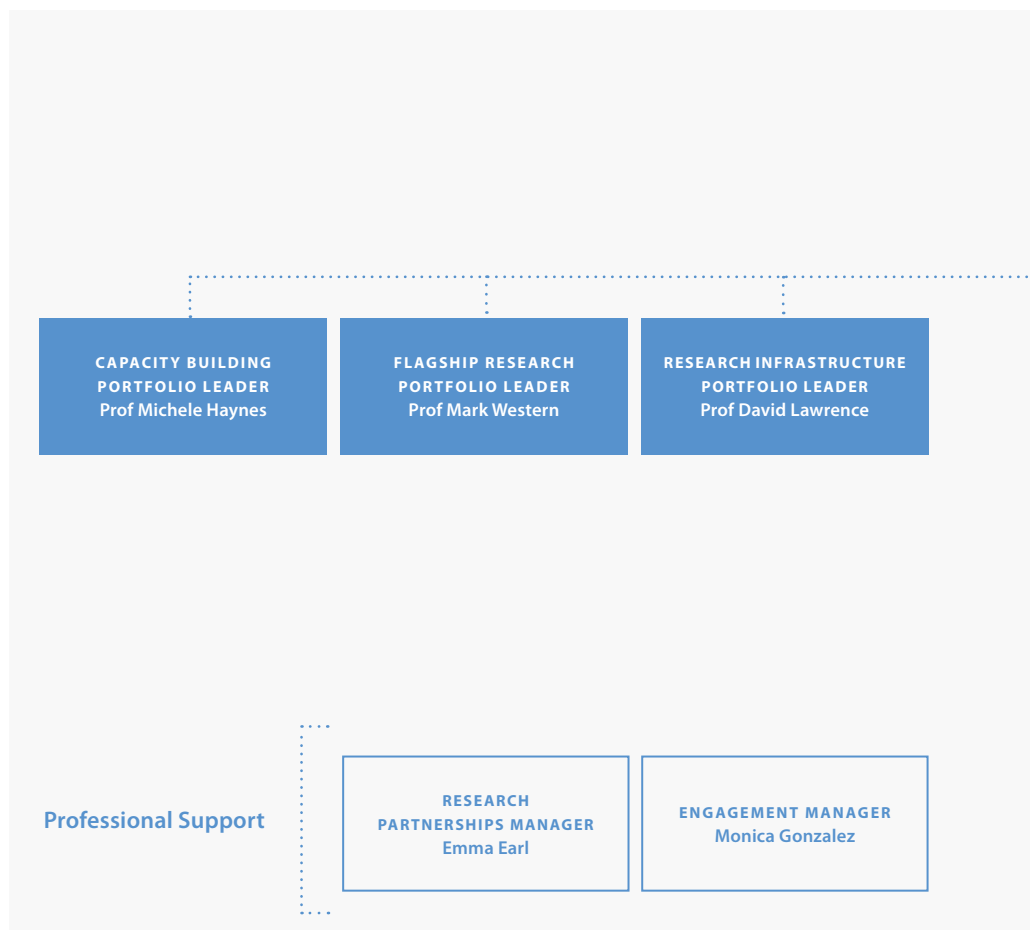 CAPACITY BUILDING
PORTFOLIO LEADER
Prof Michele Haynes
FLAGSHIP RESEARCH
PORTFOLIO LEADER
Prof Mark Western
RESEARCH INFRASTRUCTURE
PORTFOLIO LEADER
Prof David Lawrence
Professional Support
RESEARCH
PARTNERSHIPS MANAGER
Emma Earl
ENGAGEMENT MANAGER
Monica Gonzalez